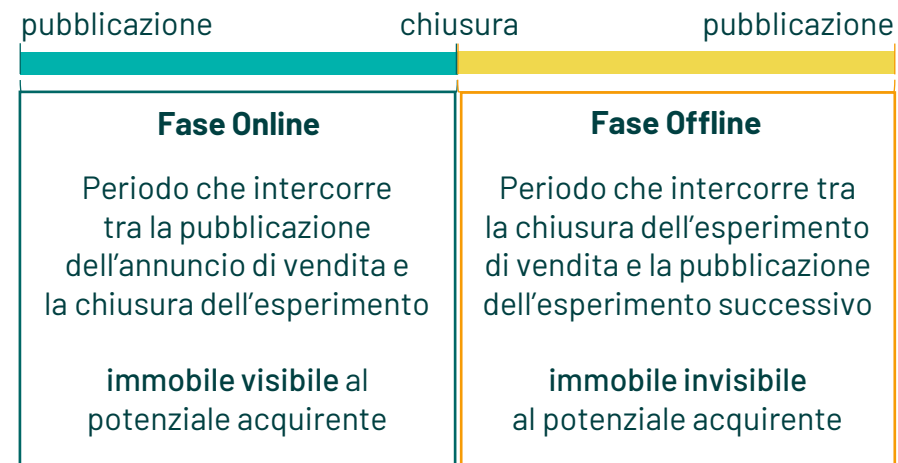 pubblicazione chiusura pubblicazione
Fase Online
Periodo che intercorre
tra la pubblicazione
dell’annuncio di vendita e
la chiusura dell’esperimento
immobile visibile al
potenziale acquirente
Fase Offline
Periodo che intercorre tra
la chiusura dell’esperimento
di vendita e la pubblicazione
dell’esperimento successivo
immobile invisibile
al potenziale acquirente